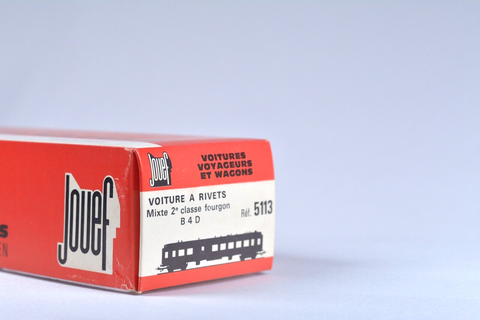 Jouef
VOITURES
VOYAGEURS
ET WAGONS
VOITURE A RIVETS
Mixte 2e classe fourgon
B 4 D
Réf. 5113
Jouef